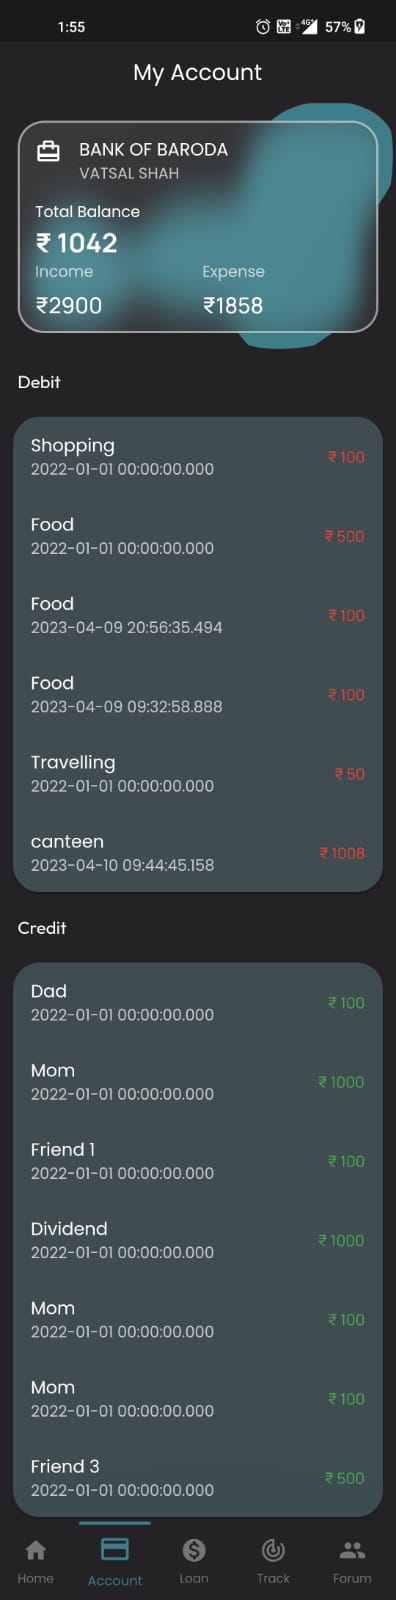 1:55
Vo LTE
4G+
57%
My Account
BANK OF BARODA
VATSAL SHAH
Total Balance
₹ 1042
Income Expense
₹2900 ₹1858
Debit
Shopping
₹ 100
2022-01-01 00:00:00.000
Food
₹ 500
2022-01-01 00:00:00.000
Food
₹ 100
2023-04-09 20:56:35.494
Food
₹ 100
2023-04-09 09:32:58.888
Travelling
₹ 50
2022-01-01 00:00:00.000
canteen
₹ 1008
2023-04-10 09:44:45.158
Credit
Dad
₹ 100
2022-01-01 00:00:00.000
Mom
₹ 1000
2022-01-01 00:00:00.000
Friend 1
₹ 100
2022-01-01 00:00:00.000
Dividend
₹ 1000
2022-01-01 00:00:00.000
Mom
₹ 100
2022-01-01 00:00:00.000
Mom
₹ 100
2022-01-01 00:00:00.000
Friend 3
₹ 500
2022-01-01 00:00:00.000
Home Account Loan Track Forum